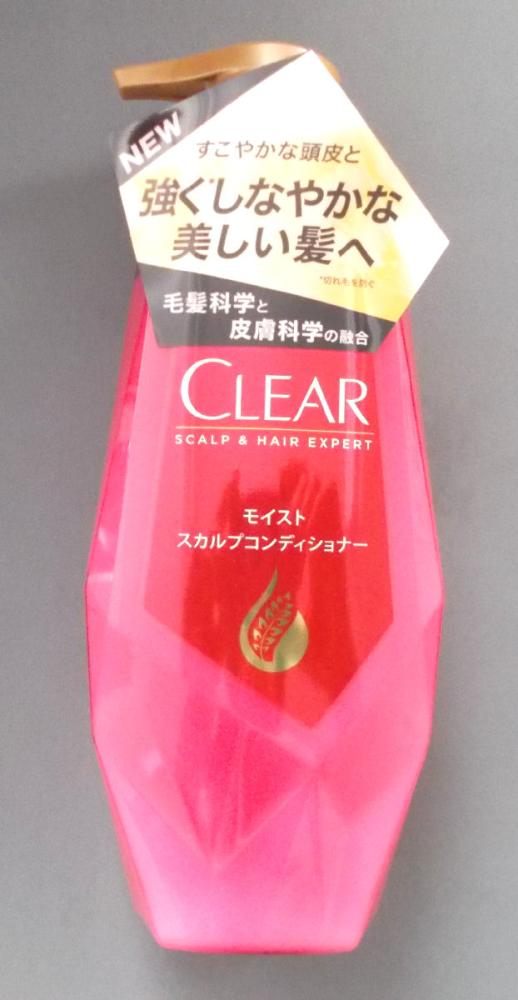 NEW
すこやかな頭皮と
強く*しなやかな
美しい髪へ
*切れ毛を防ぐ
毛髪科学と
皮膚科学の融合
CLEAR
SCALP & HAIR EXPERT
モイスト
スカルプコンディショナー